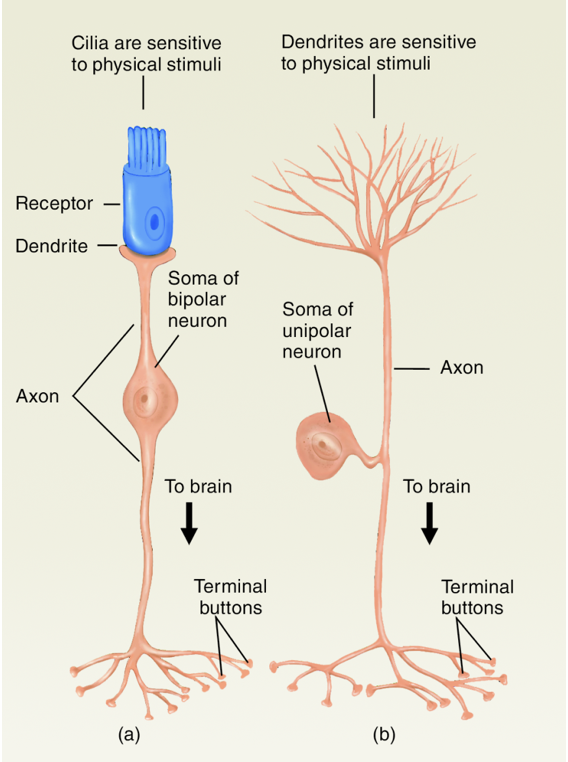 Cilia are sensitive
to physical stimuli
Dendrites are sensitive
to physical stimuli
Receptor
Dendrite
Soma of
bipolar
neuron
Soma of
unipolar
neuron
Axon
Axon
To brain
To brain
Terminal
buttons
Terminal
buttons
(a)
(b)